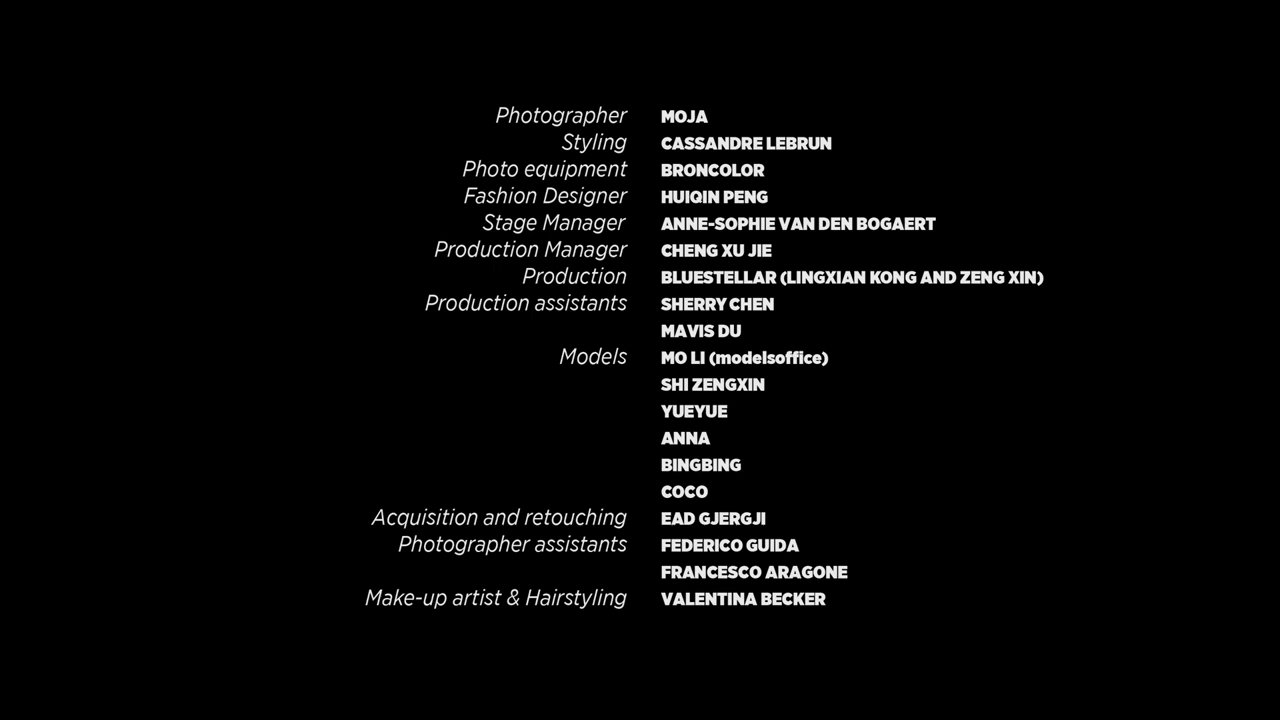 Photographer MOJA
Styling CASSANDRE LEBRUN
Photo equipment BRONCOLOR
Fashion Designer HUIQIN PENG
Stage Manager ANNE-SOPHIE VAN DEN BOGAERT
Production Manager CHENG XU JIE
Production BLUESTELLAR (LINGXIAN KONG AND ZENG XIN)
Production assistants SHERRY CHEN
MAVIS DU
Models MO LI (modelsoffice)
SHI ZENGXIN
YUEYUE
ANNA
BINGBING
COCO
Acquisition and retouching EAD GJERGJI
Photographer assistants FEDERICO GUIDA
FRANCESCO ARAGONE
Make-up artist & Hairstyling VALENTINA BECKER